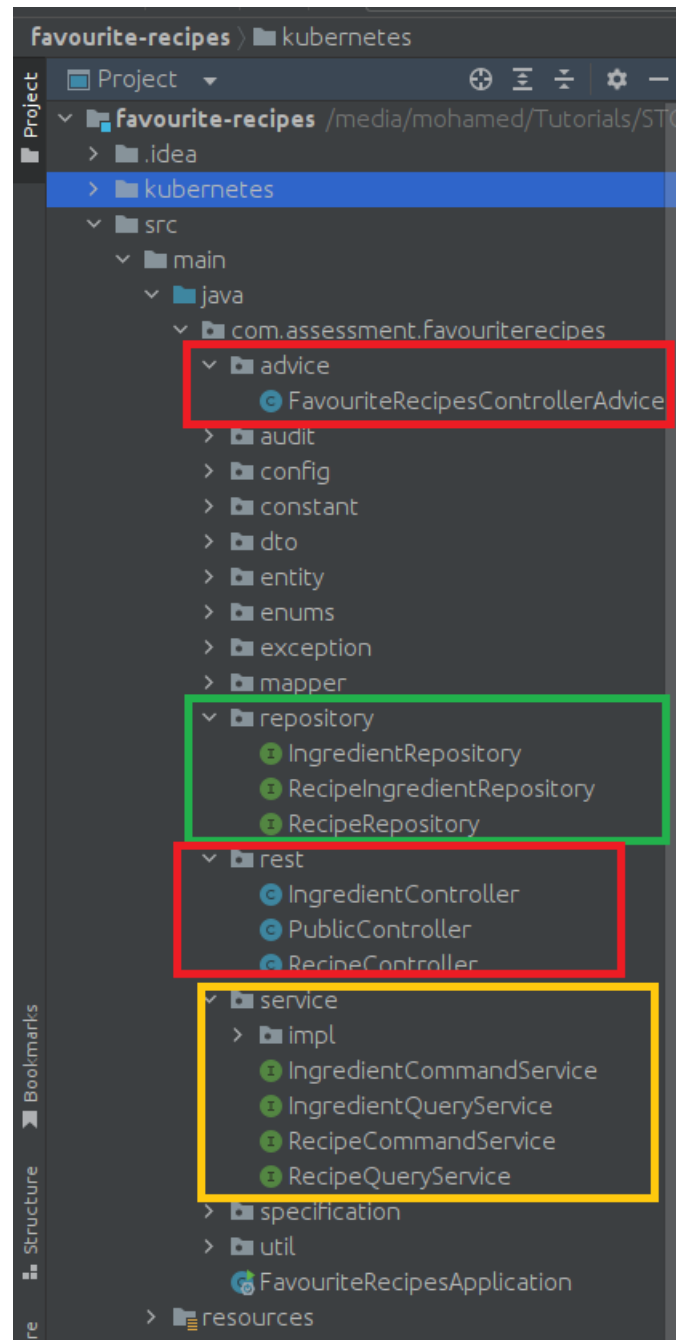 favourite-recipes kubernetes
Project
Project
favourite-recipes /media/mohamed/Tutorials/
.idea
kubernetes
src
main
java
com.assessment.favouriterecipes
advice
FavouriteRecipesControllerAdvice
audit
config
constant
dto
entity
enums
exception
mapper
repository
IngredientRepository
RecipeIngredientRepository
RecipeRepository
rest
IngredientController
PublicController
RecipeController
service
impl
IngredientCommandService
IngredientQueryService
RecipeCommandService
RecipeQueryService
specification
util
FavouriteRecipesApplication
resources
Bookmarks
Structure